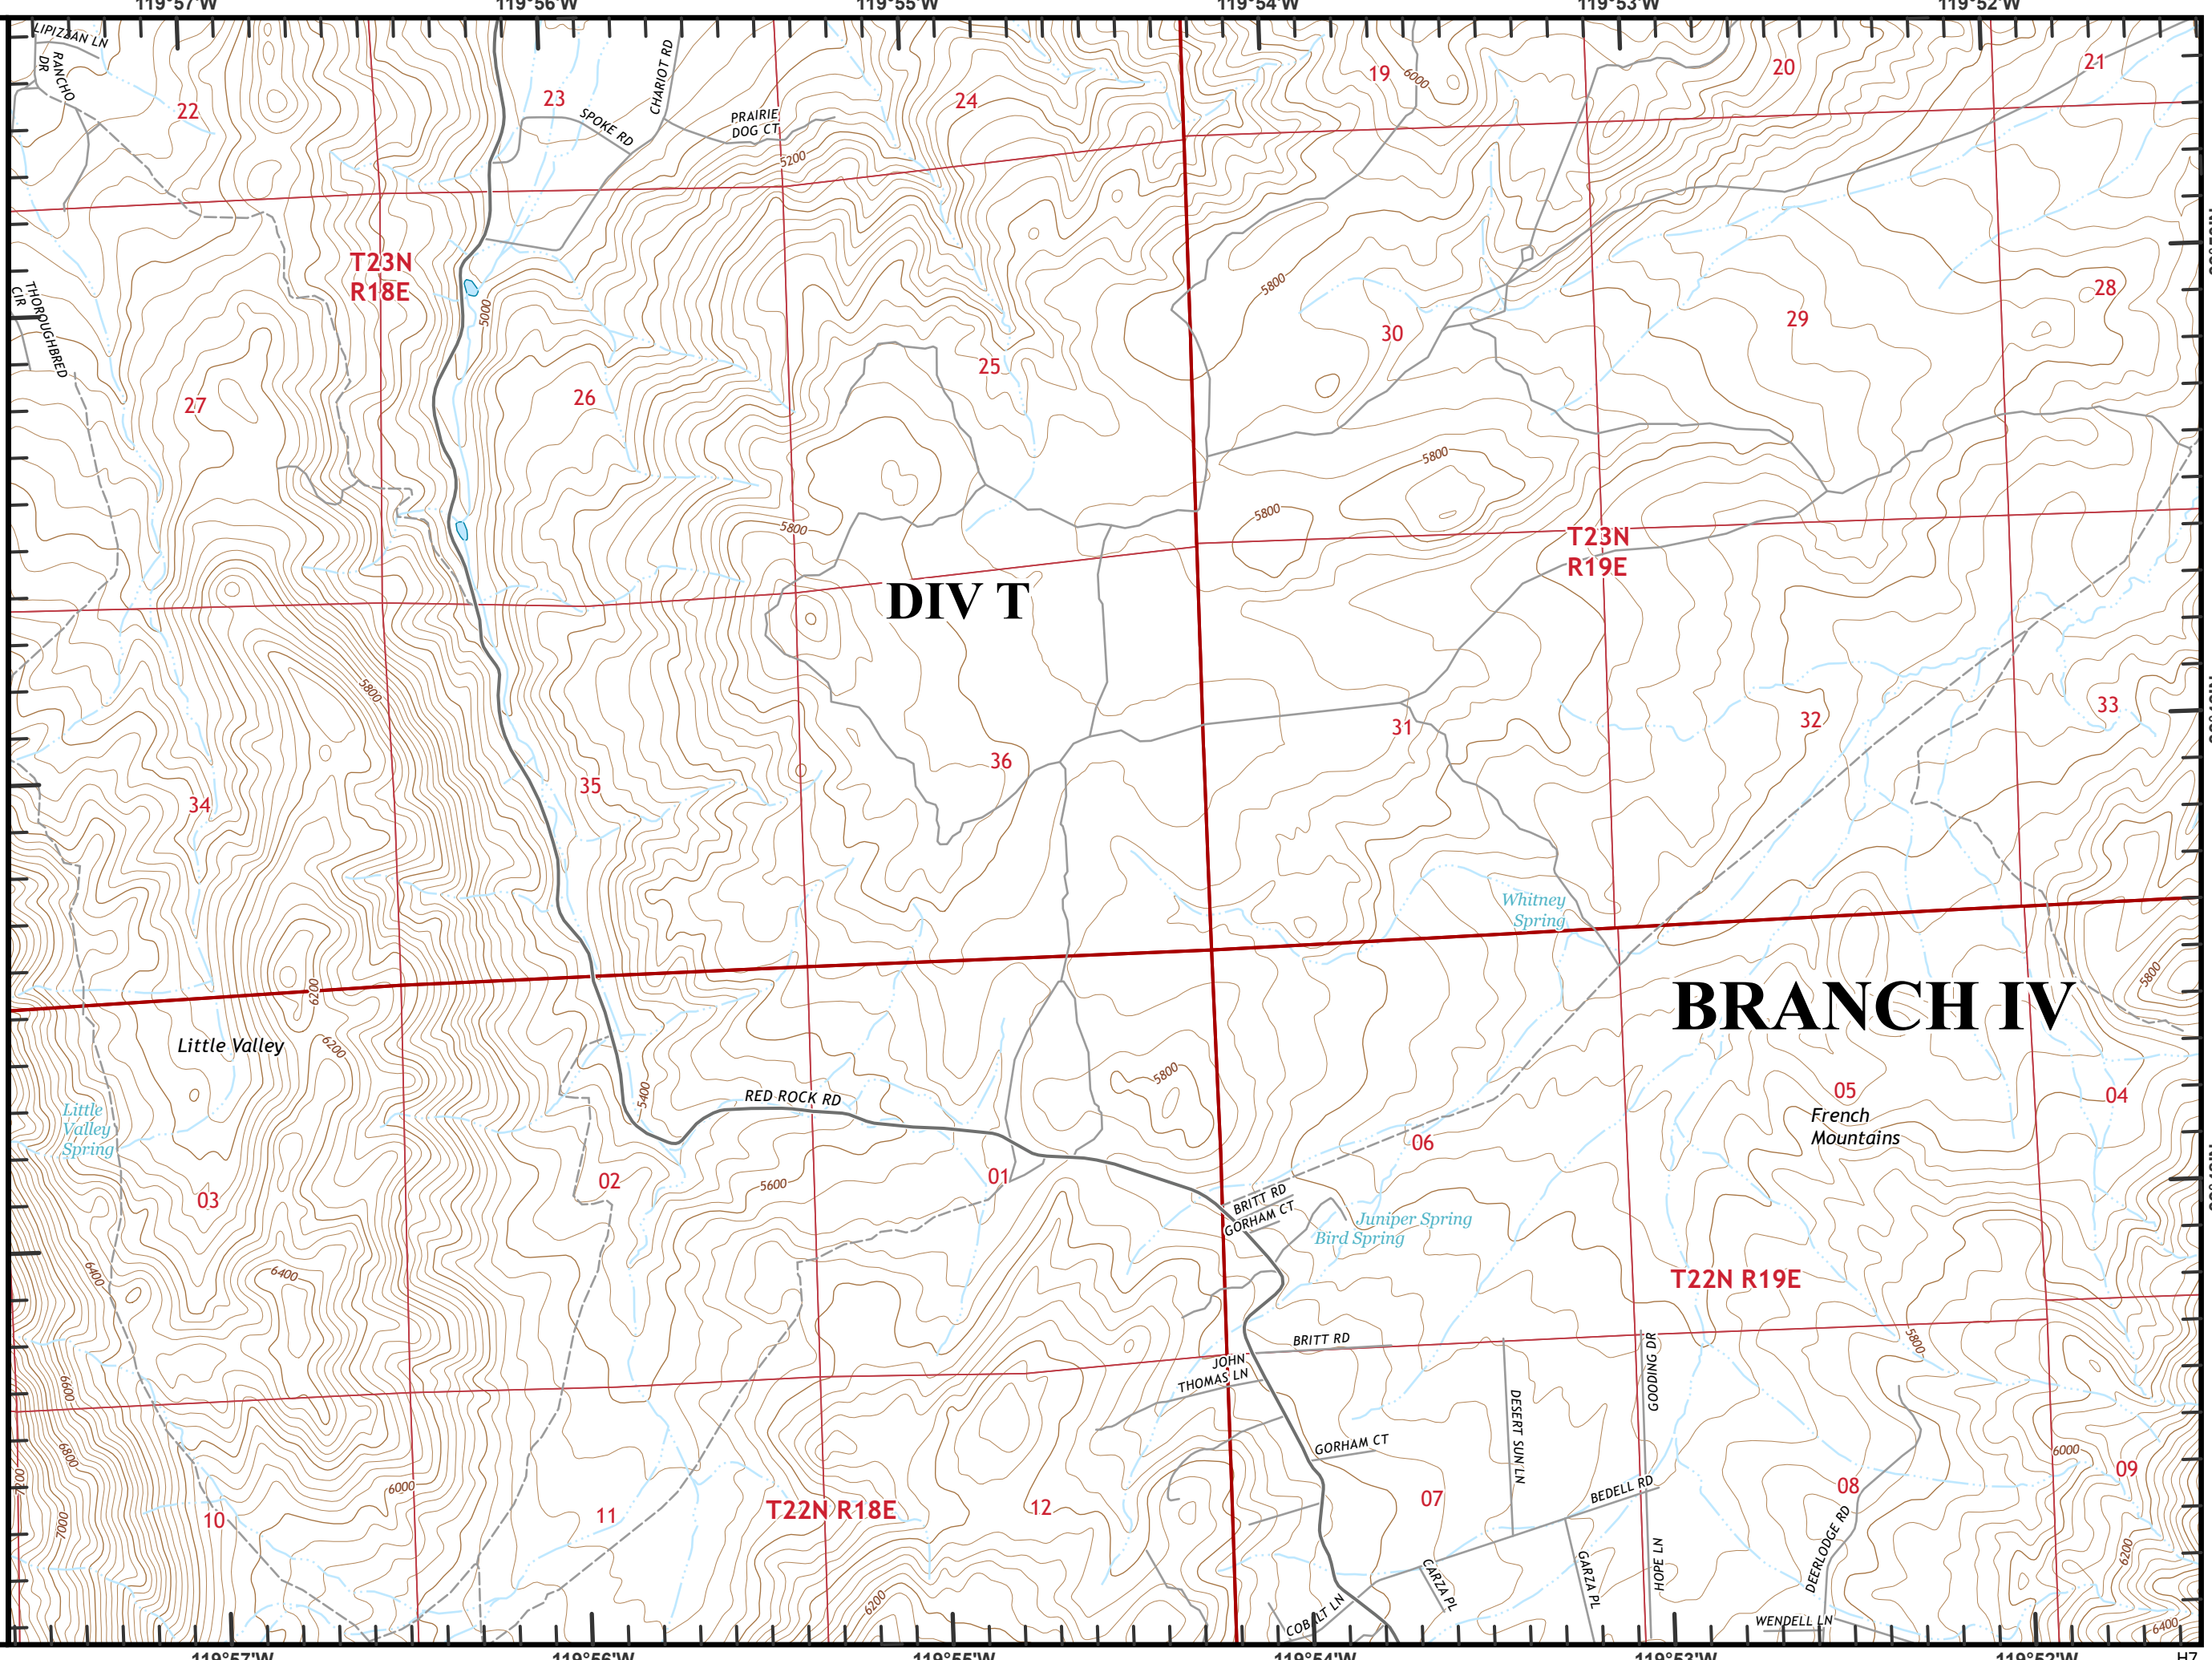 119°57'W
119°56'W
119°55'W
119°54'W
119°53'W
119°52'W
LIPIZZAN LN
RANCHO
DR
22
23
SPOKE RD
CHARIOT RD
PRAIRIE
DOG CT
24
5200
19
6000
20
21
T23N
R18E
THOROUGHBRED
CIR
5000
27
26
25
5800
30
29
28
5800
5800
5800
T23N
R19E
DIV T
5800
34
35
36
31
32
33
Whitney
Spring
6200
Little Valley
6200
BRANCH IV
5800
Little
Valley
Spring
5400
RED ROCK RD
5800
05
French
Mountains
04
03
02
5600
01
06
BRITT RD
GORHAM CT
Juniper Spring
Bird Spring
6400
6400
T22N R19E
BRITT RD
JOHN
THOMAS LN
GOODING DR
5800
6600
6800
7200
7000
DESERT SUN LN
GORHAM CT
6000
09
10
6000
11
T22N R18E
12
07
BEDELL RD
08
DEERLODGE RD
6200
6200
CARZA PL
GARZA PL
HOPE LN
COBALT LN
WENDELL LN
6400
119°57'W
119°56'W
119°55'W
119°54'W
119°53'W
119°52'W
H7